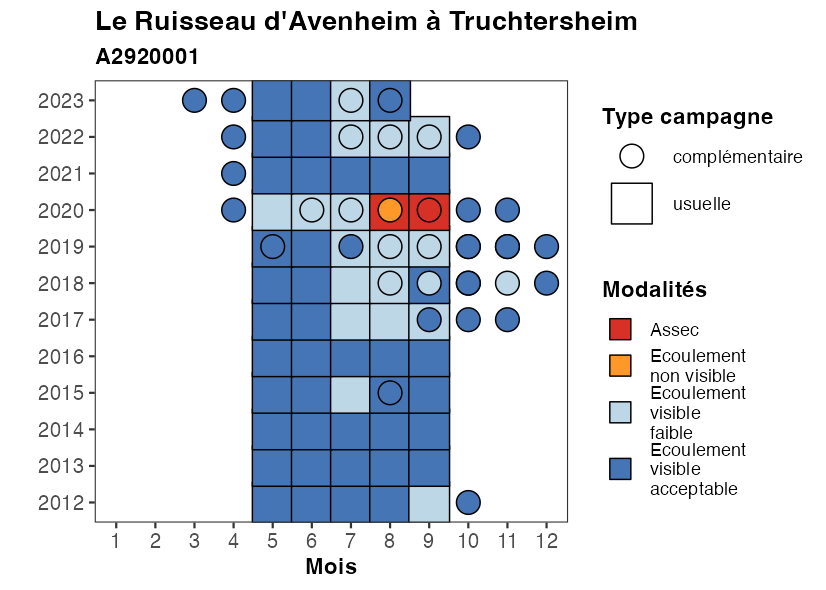 Le Ruisseau d'Avenheim à Truchtersheim
A2920001
2023
2022
2021
2020
2019
2018
2017
2016
2015
2014
2013
2012
1 2 3 4 5 6 7 8 9 10 11 12
Mois
Type campagne
complémentaire
usuelle
Modalités
Assec
Ecoulement
non visible
Ecoulement
visible
faible
Ecoulement
visible
acceptable